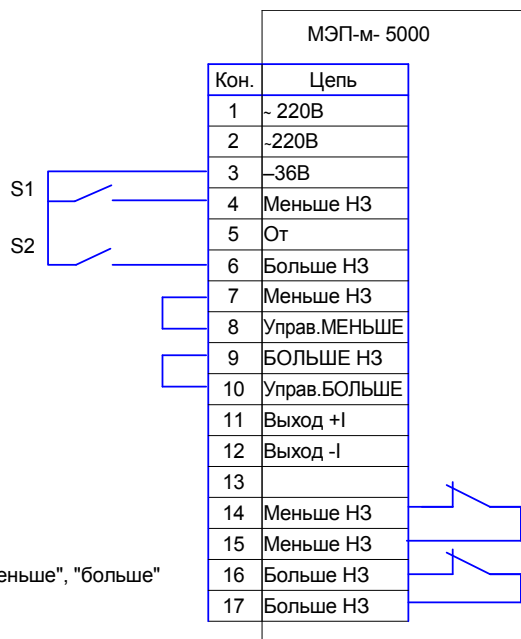 МЭП-м- 5000
Кон. Цепь
1 ~ 220В
2 ~220В
S1 3 –36В
4 Меньше НЗ
5 От
S2 6 Больше НЗ
7 Меньше НЗ
8 Управ.МЕНЬШЕ
9 БОЛЬШЕ НЗ
10 Управ.БОЛЬШЕ
11 Выход +I
12 Выход -I
13
14 Меньше НЗ
15 Меньше НЗ
еньше", "больше" 16 Больше НЗ
17 Больше НЗ